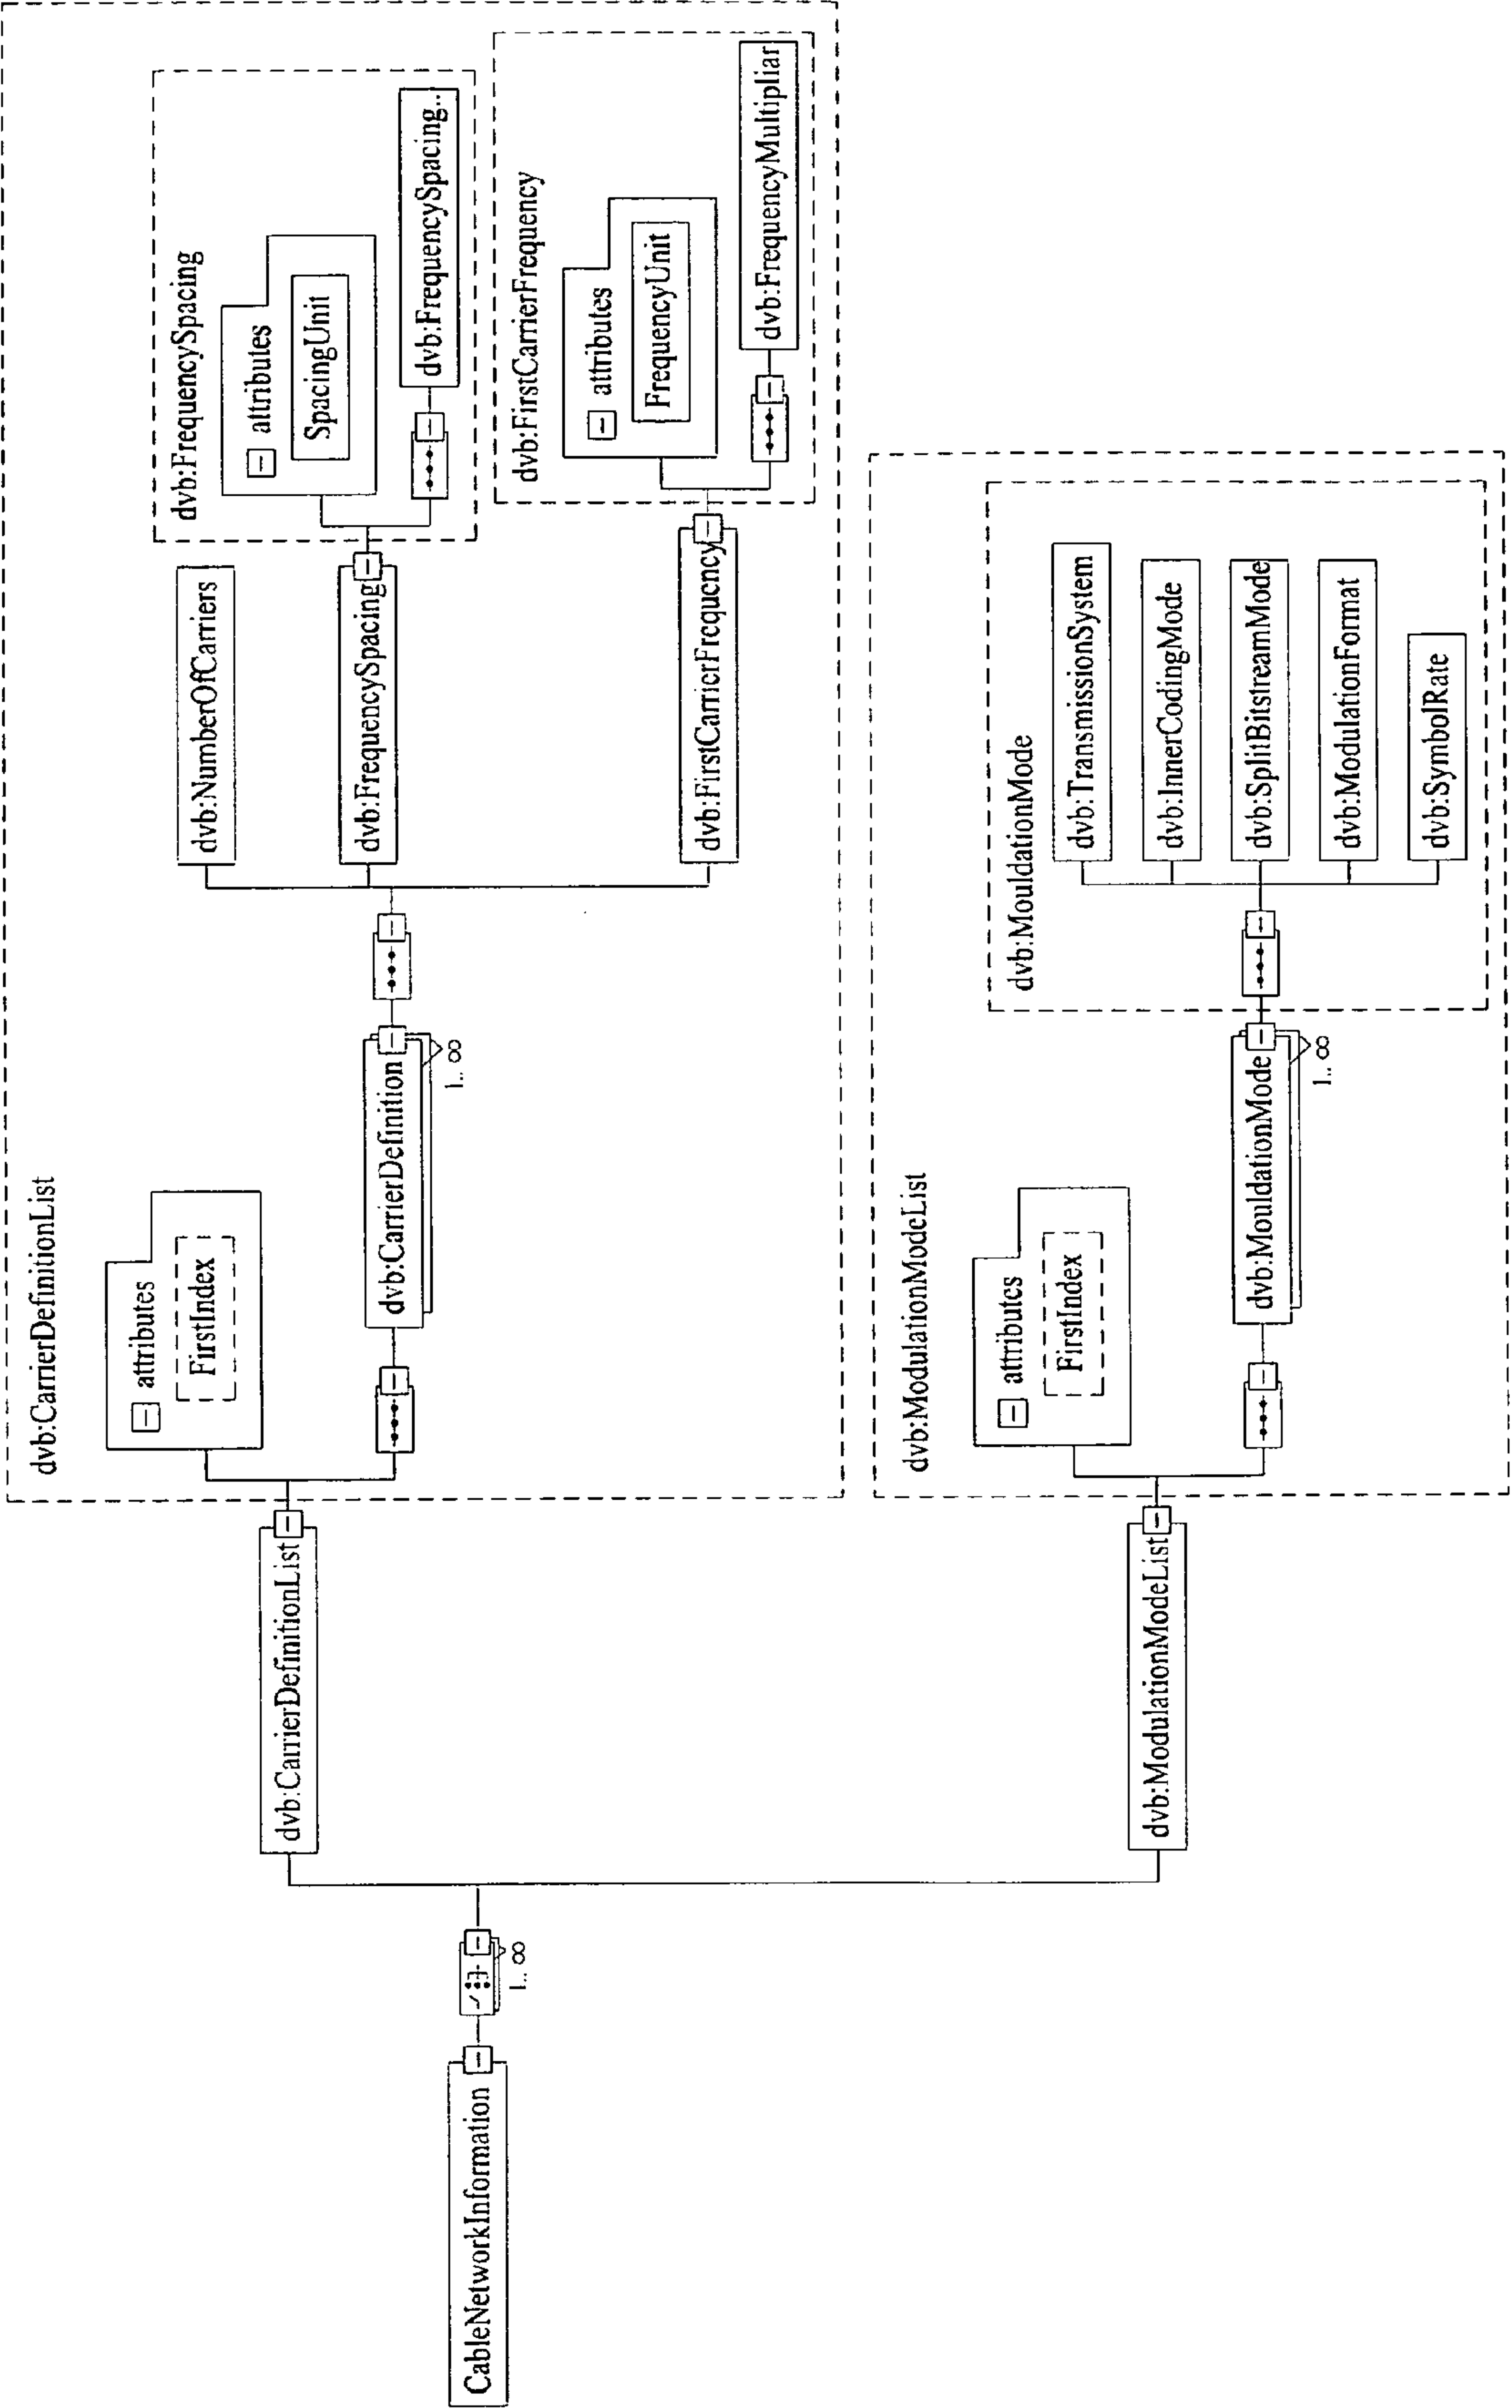 CableNetworkInformation
1..∞
dvb:CarrierDefinitionList
dvb:CarrierDefinitionList
attributes
FirstIndex
dvb:CarrierDefinition
1..∞
dvb:NumberOfCarriers
dvb:FrequencySpacing
dvb:FrequencySpacing
attributes
SpacingUnit
dvb:FrequencySpacing..
dvb:FirstCarrierFrequency
dvb:FirstCarrierFrequency
attributes
FrequencyUnit
dvb:FrequencyMultipliar
dvb:ModulationModeList
dvb:ModulationModeList
attributes
FirstIndex
dvb:MouldationMode
1..∞
dvb:MouldationMode
dvb:TransmissionSystem
dvb:InnerCodingMode
dvb:SplitBitstreamMode
dvb:ModulationFormat
dvb:SymbolRate